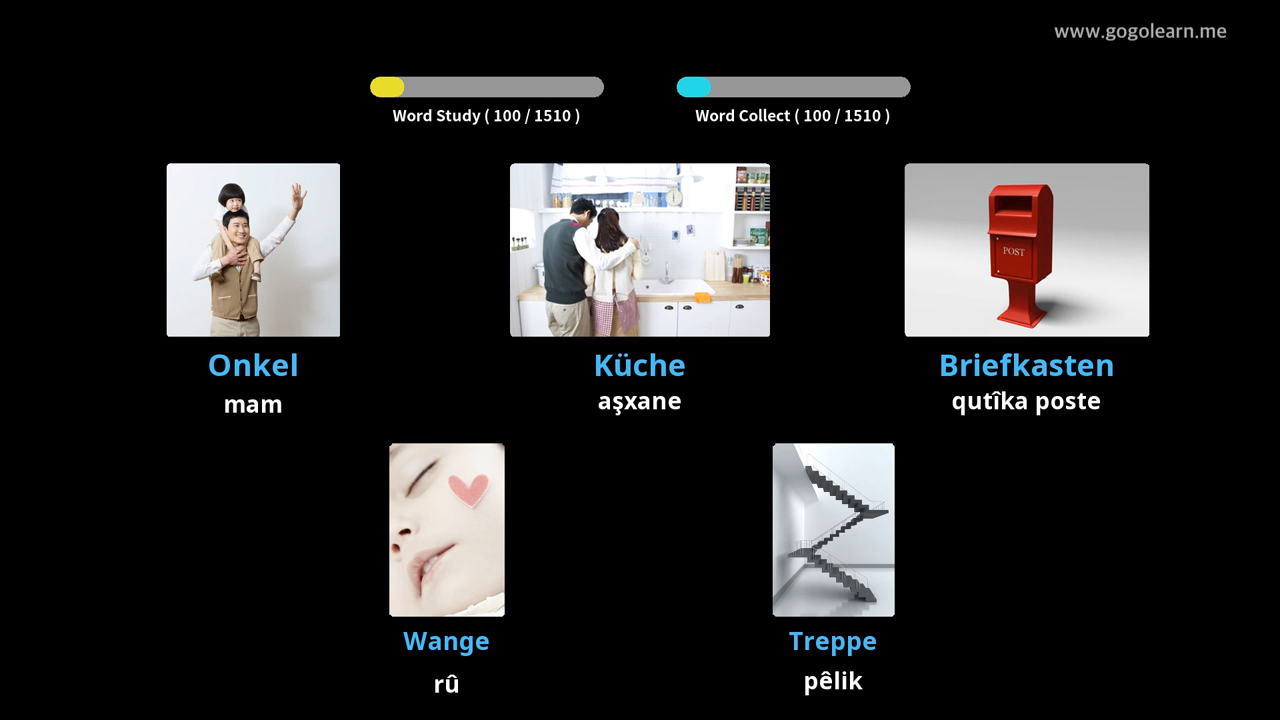 www.gogolearn.me
Word Study ( 100 / 1510 )
Word Collect ( 100 / 1510 )
POST
Onkel
mam
Küche
aşxane
Briefkasten
qutîka poste
Wange
rû
Treppe
pêlik